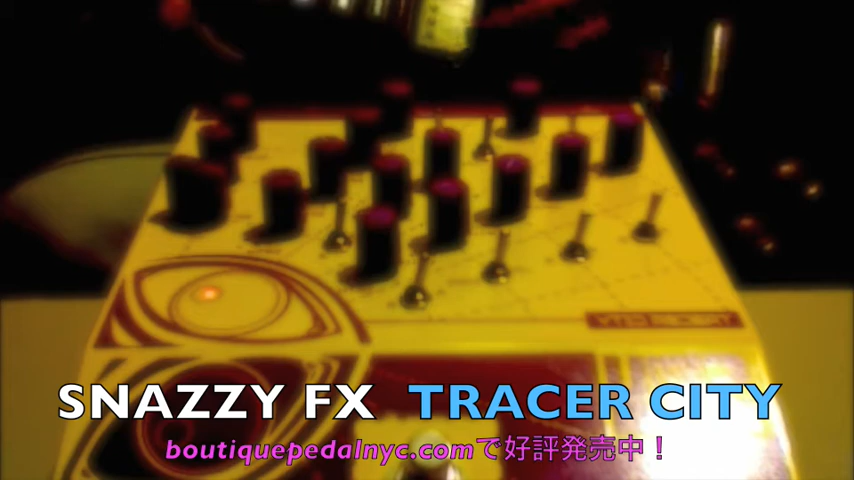 SNAZZY FX TRACER CITY
boutiquepedalnyc.comで好評発売中！